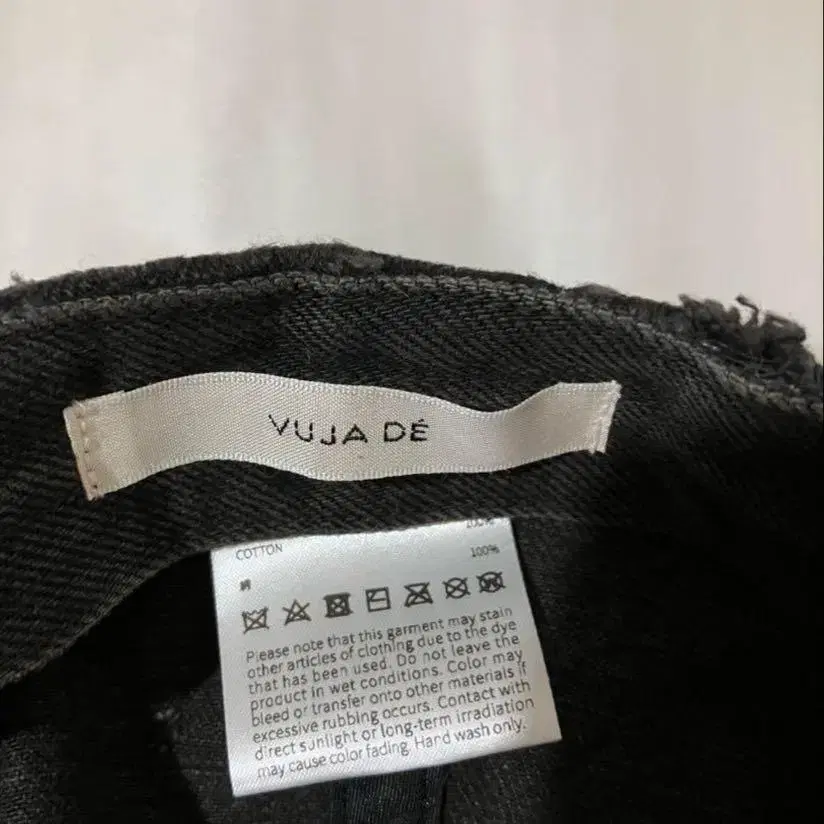 VUJA DÉ
100%
COTTON 100%
綿
Please note that this garment may stain
other articles of clothing due to the dye
that has been used. Do not leave the
product in wet conditions. Color may
bleed or transfer onto other materials if
excessive rubbing occurs. Contact with
direct sunlight or long-term irradiation
may cause color fading. Hand wash only.